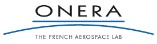 ONERA
THE FRENCH AEROSPACE LAB